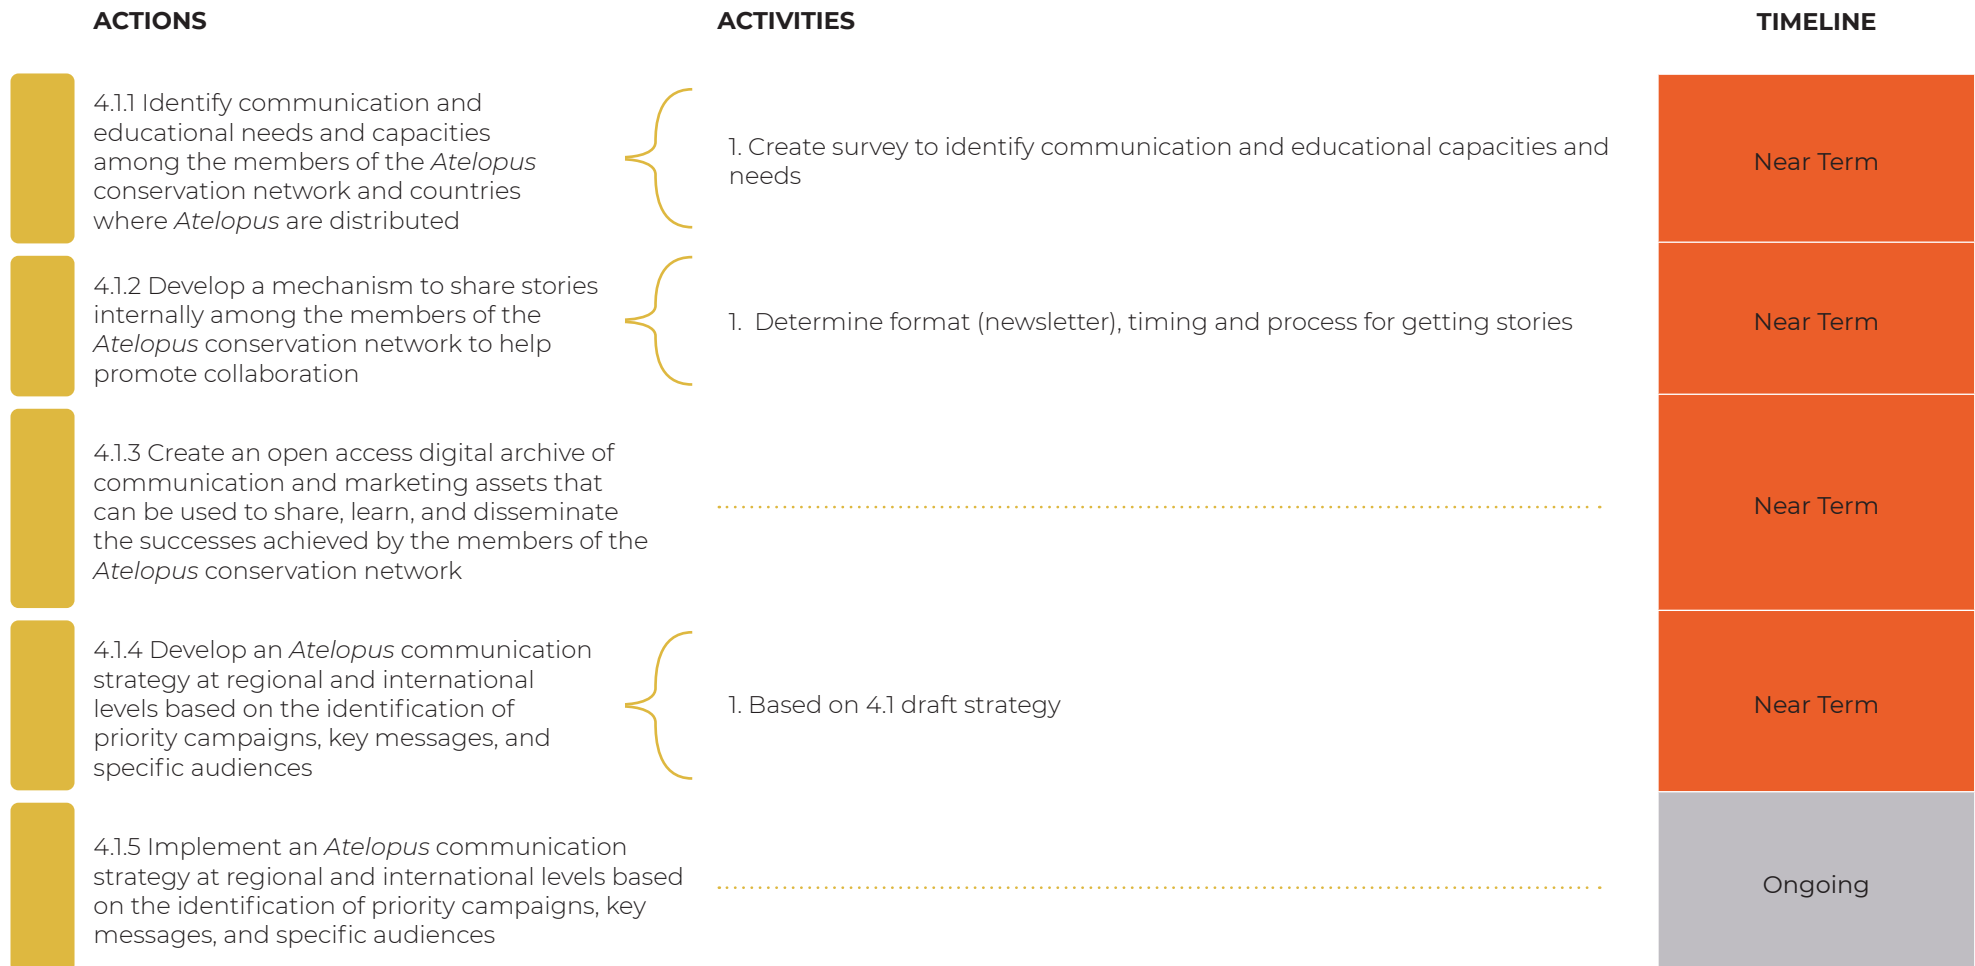 ACTIONS
ACTIVITIES
TIMELINE
4.1.1 Identify communication and
educational needs and capacities
among the members of the Atelopus
conservation network and countries
where Atelopus are distributed
1. Create survey to identify communication and educational capacities and
needs
Near Term
4.1.2 Develop a mechanism to share stories
internally among the members of the
Atelopus conservation network to help
promote collaboration
1. Determine format (newsletter), timing and process for getting stories
Near Term
4.1.3 Create an open access digital archive of
communication and marketing assets that
can be used to share, learn, and disseminate
the successes achieved by the members of the
Atelopus conservation network
Near Term
4.1.4 Develop an Atelopus communication
strategy at regional and international
levels based on the identification of
priority campaigns, key messages, and
specific audiences
1. Based on 4.1 draft strategy
Near Term
4.1.5 Implement an Atelopus communication
strategy at regional and international levels based
on the identification of priority campaigns, key
messages, and specific audiences
Ongoing